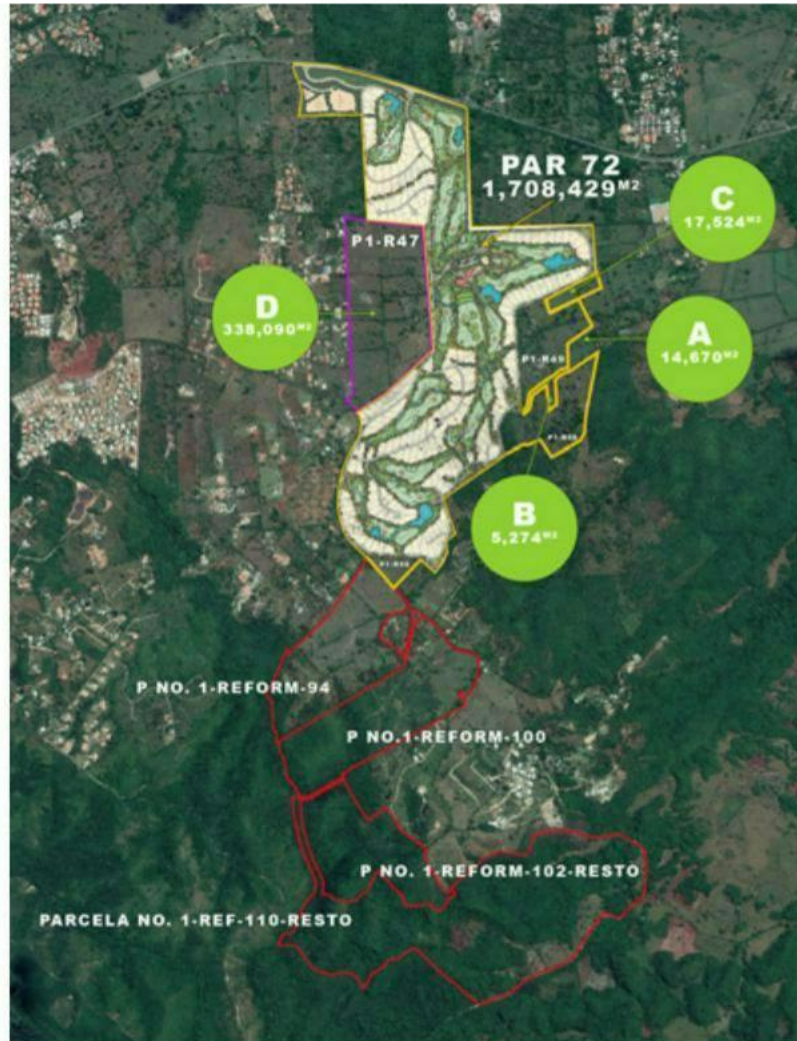 PAR 72
1,708,429M2
C
17,524M2
P1-R47
D
338,090M2
A
14,670M2
P1-R49
B
5,274M2
P NO. 1-REFORM-94
P NO.1-REFORM-100
P NO. 1-REFORM-102-RESTO
PARCELA NO. 1-REF-110-RESTO